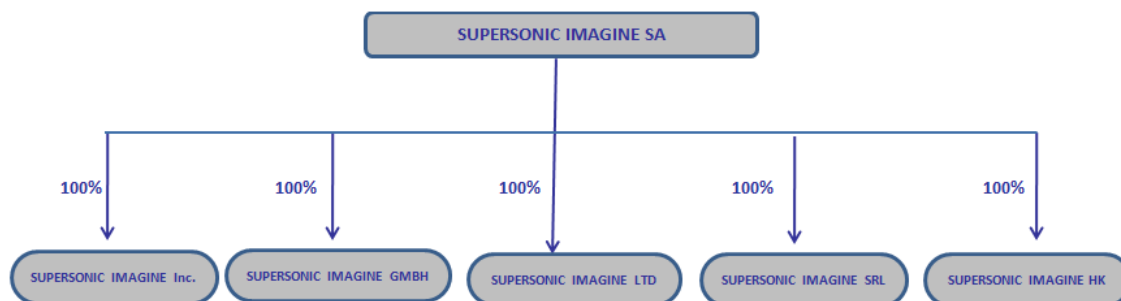 SUPERSONIC IMAGINE SA
100%
100%
100%
100%
100%
SUPERSONIC IMAGINE Inc.
SUPERSONIC IMAGINE GMBH
SUPERSONIC IMAGINE LTD
SUPERSONIC IMAGINE SRL
SUPERSONIC IMAGINE HK